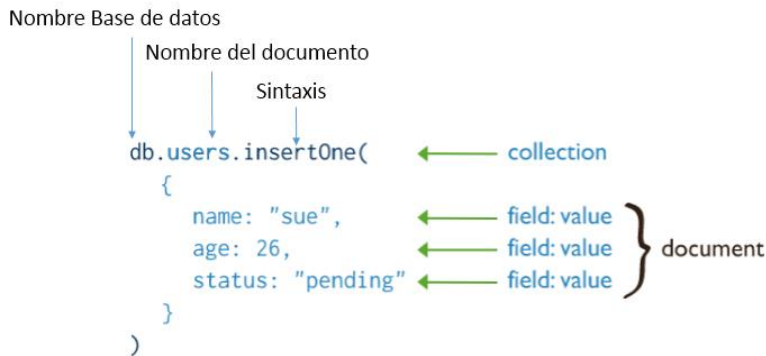 Nombre Base de datos
Nombre del documento
Sintaxis
db.users.insertOne( collection
{
name: "sue", field: value
age: 26, field: value
status: "pending" field: value
document
}
)